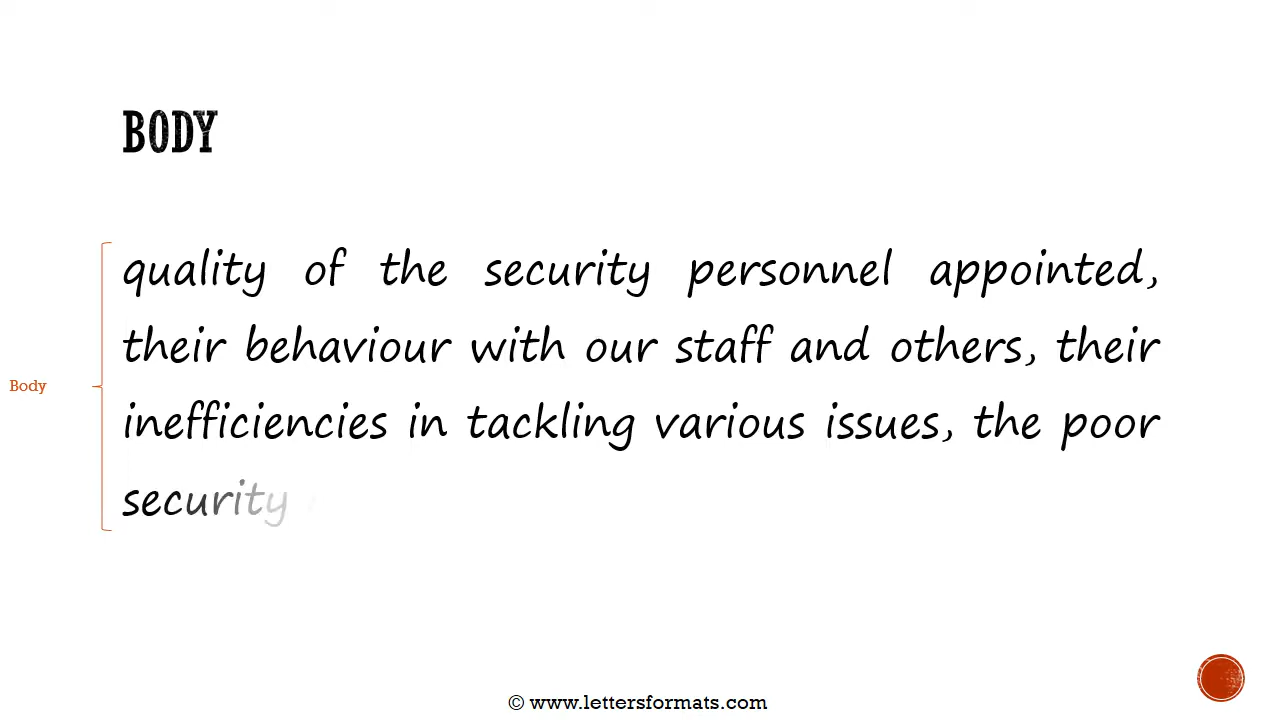 BODY
quality of the security personnel appointed,
their behaviour with our staff and others, their
Body
inefficiencies in tackling various issues, the poor
security
© www.lettersformats.com